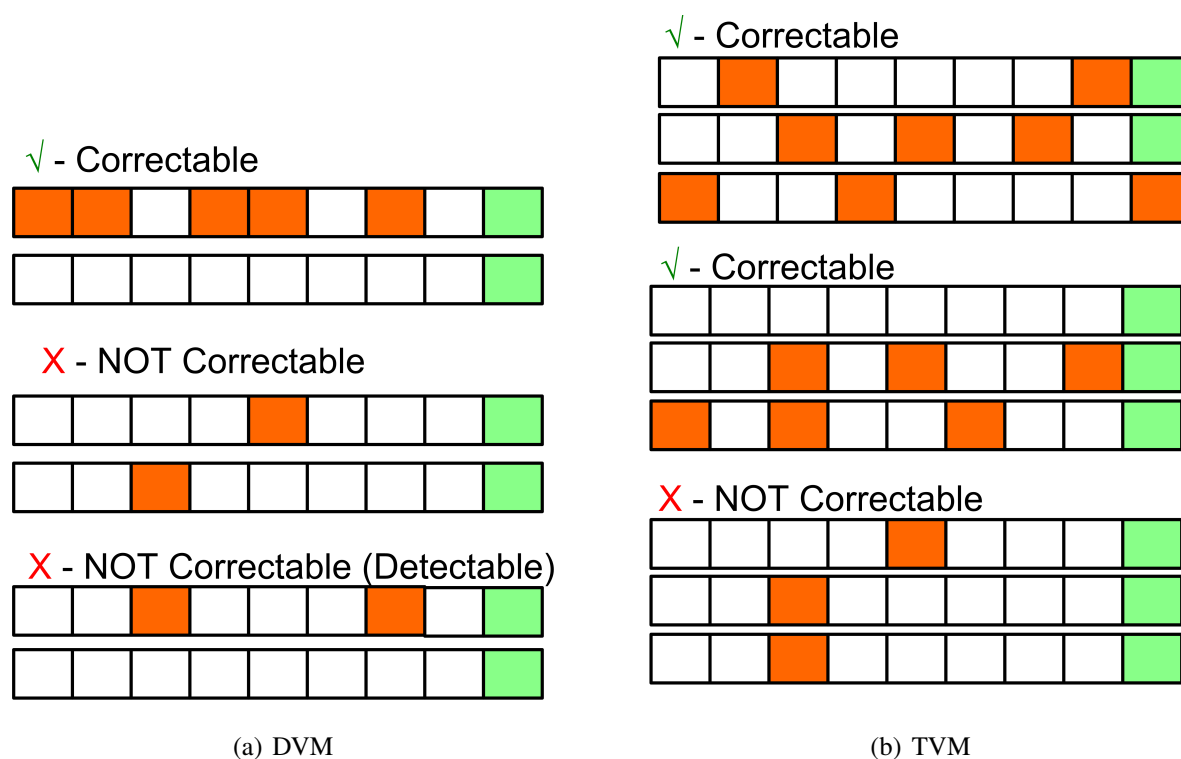 √ - Correctable
X - NOT Correctable
X - NOT Correctable (Detectable)
(a) DVM
√ - Correctable
√ - Correctable
X - NOT Correctable
(b) TVM